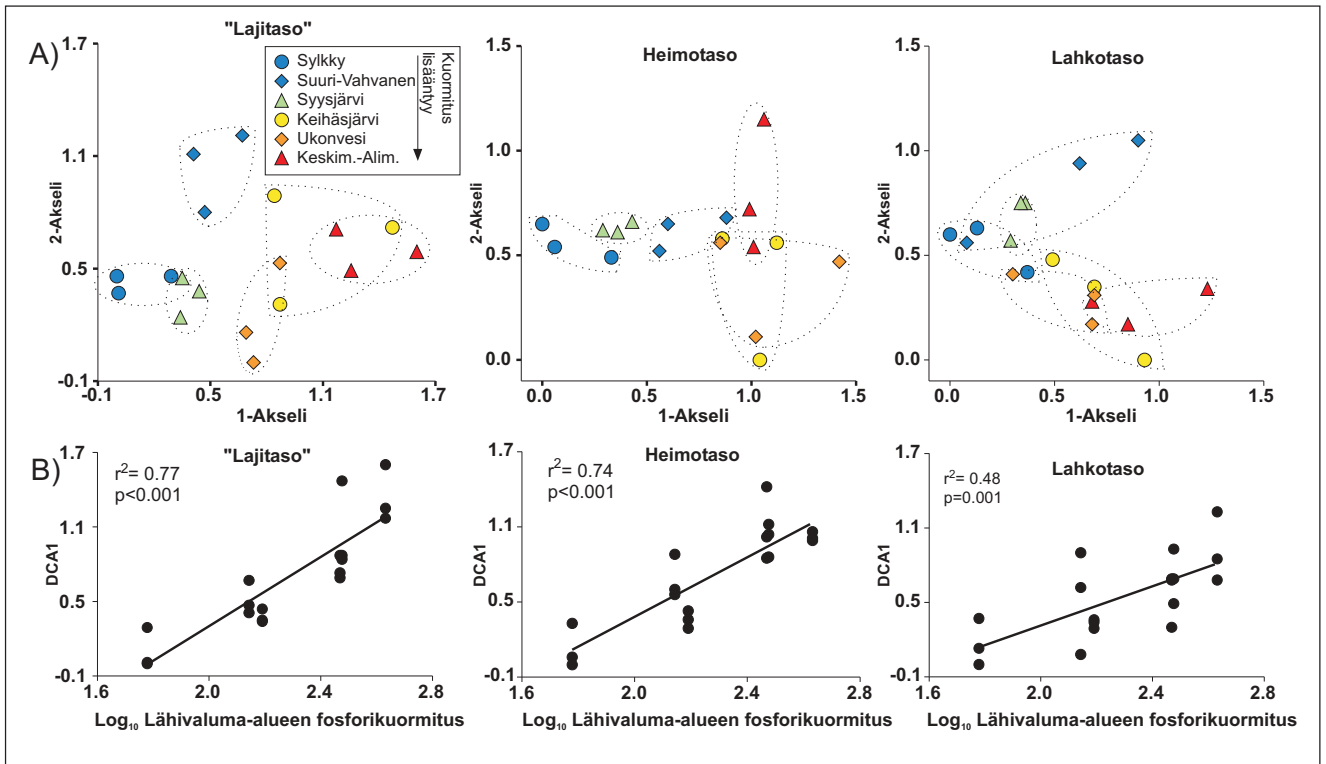 A)
"Lajitaso"
1.7
1.1
0.5
-0.1
2-Akseli
-0.1
0.5
1.1
1.7
1-Akseli
Sylkky
Suuri-Vahvanen
Syysjärvi
Keihäsjärvi
Ukonvesi
Keskim.-Alim.
Kuormitus
lisääntyy
Heimotaso
1.5
1.0
0.5
0.0
2-Akseli
0.0
0.5
1.0
1.5
1-Akseli
Lahkotaso
1.5
1.0
0.5
0.0
2-Akseli
0.0
0.5
1.0
1.5
1-Akseli
B)
"Lajitaso"
r²= 0.77
p<0.001
1.7
1.1
0.5
-0.1
DCA1
1.6
2.0
2.4
2.8
Log₁₀ Lähivaluma-alueen fosforikuormitus
Heimotaso
r²= 0.74
p<0.001
1.7
1.1
0.5
-0.1
DCA1
1.6
2.0
2.4
2.8
Log₁₀ Lähivaluma-alueen fosforikuormitus
Lahkotaso
r²= 0.48
p=0.001
1.7
1.1
0.5
-0.1
DCA1
1.6
2.0
2.4
2.8
Log₁₀ Lähivaluma-alueen fosforikuormitus